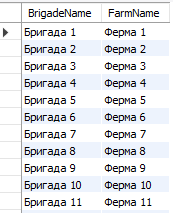 BrigadeName FarmName
Бригада 1 Ферма 1
Бригада 2 Ферма 2
Бригада 3 Ферма 3
Бригада 4 Ферма 4
Бригада 5 Ферма 5
Бригада 6 Ферма 6
Бригада 7 Ферма 7
Бригада 8 Ферма 8
Бригада 9 Ферма 9
Бригада 10 Ферма 10
Бригада 11 Ферма 11